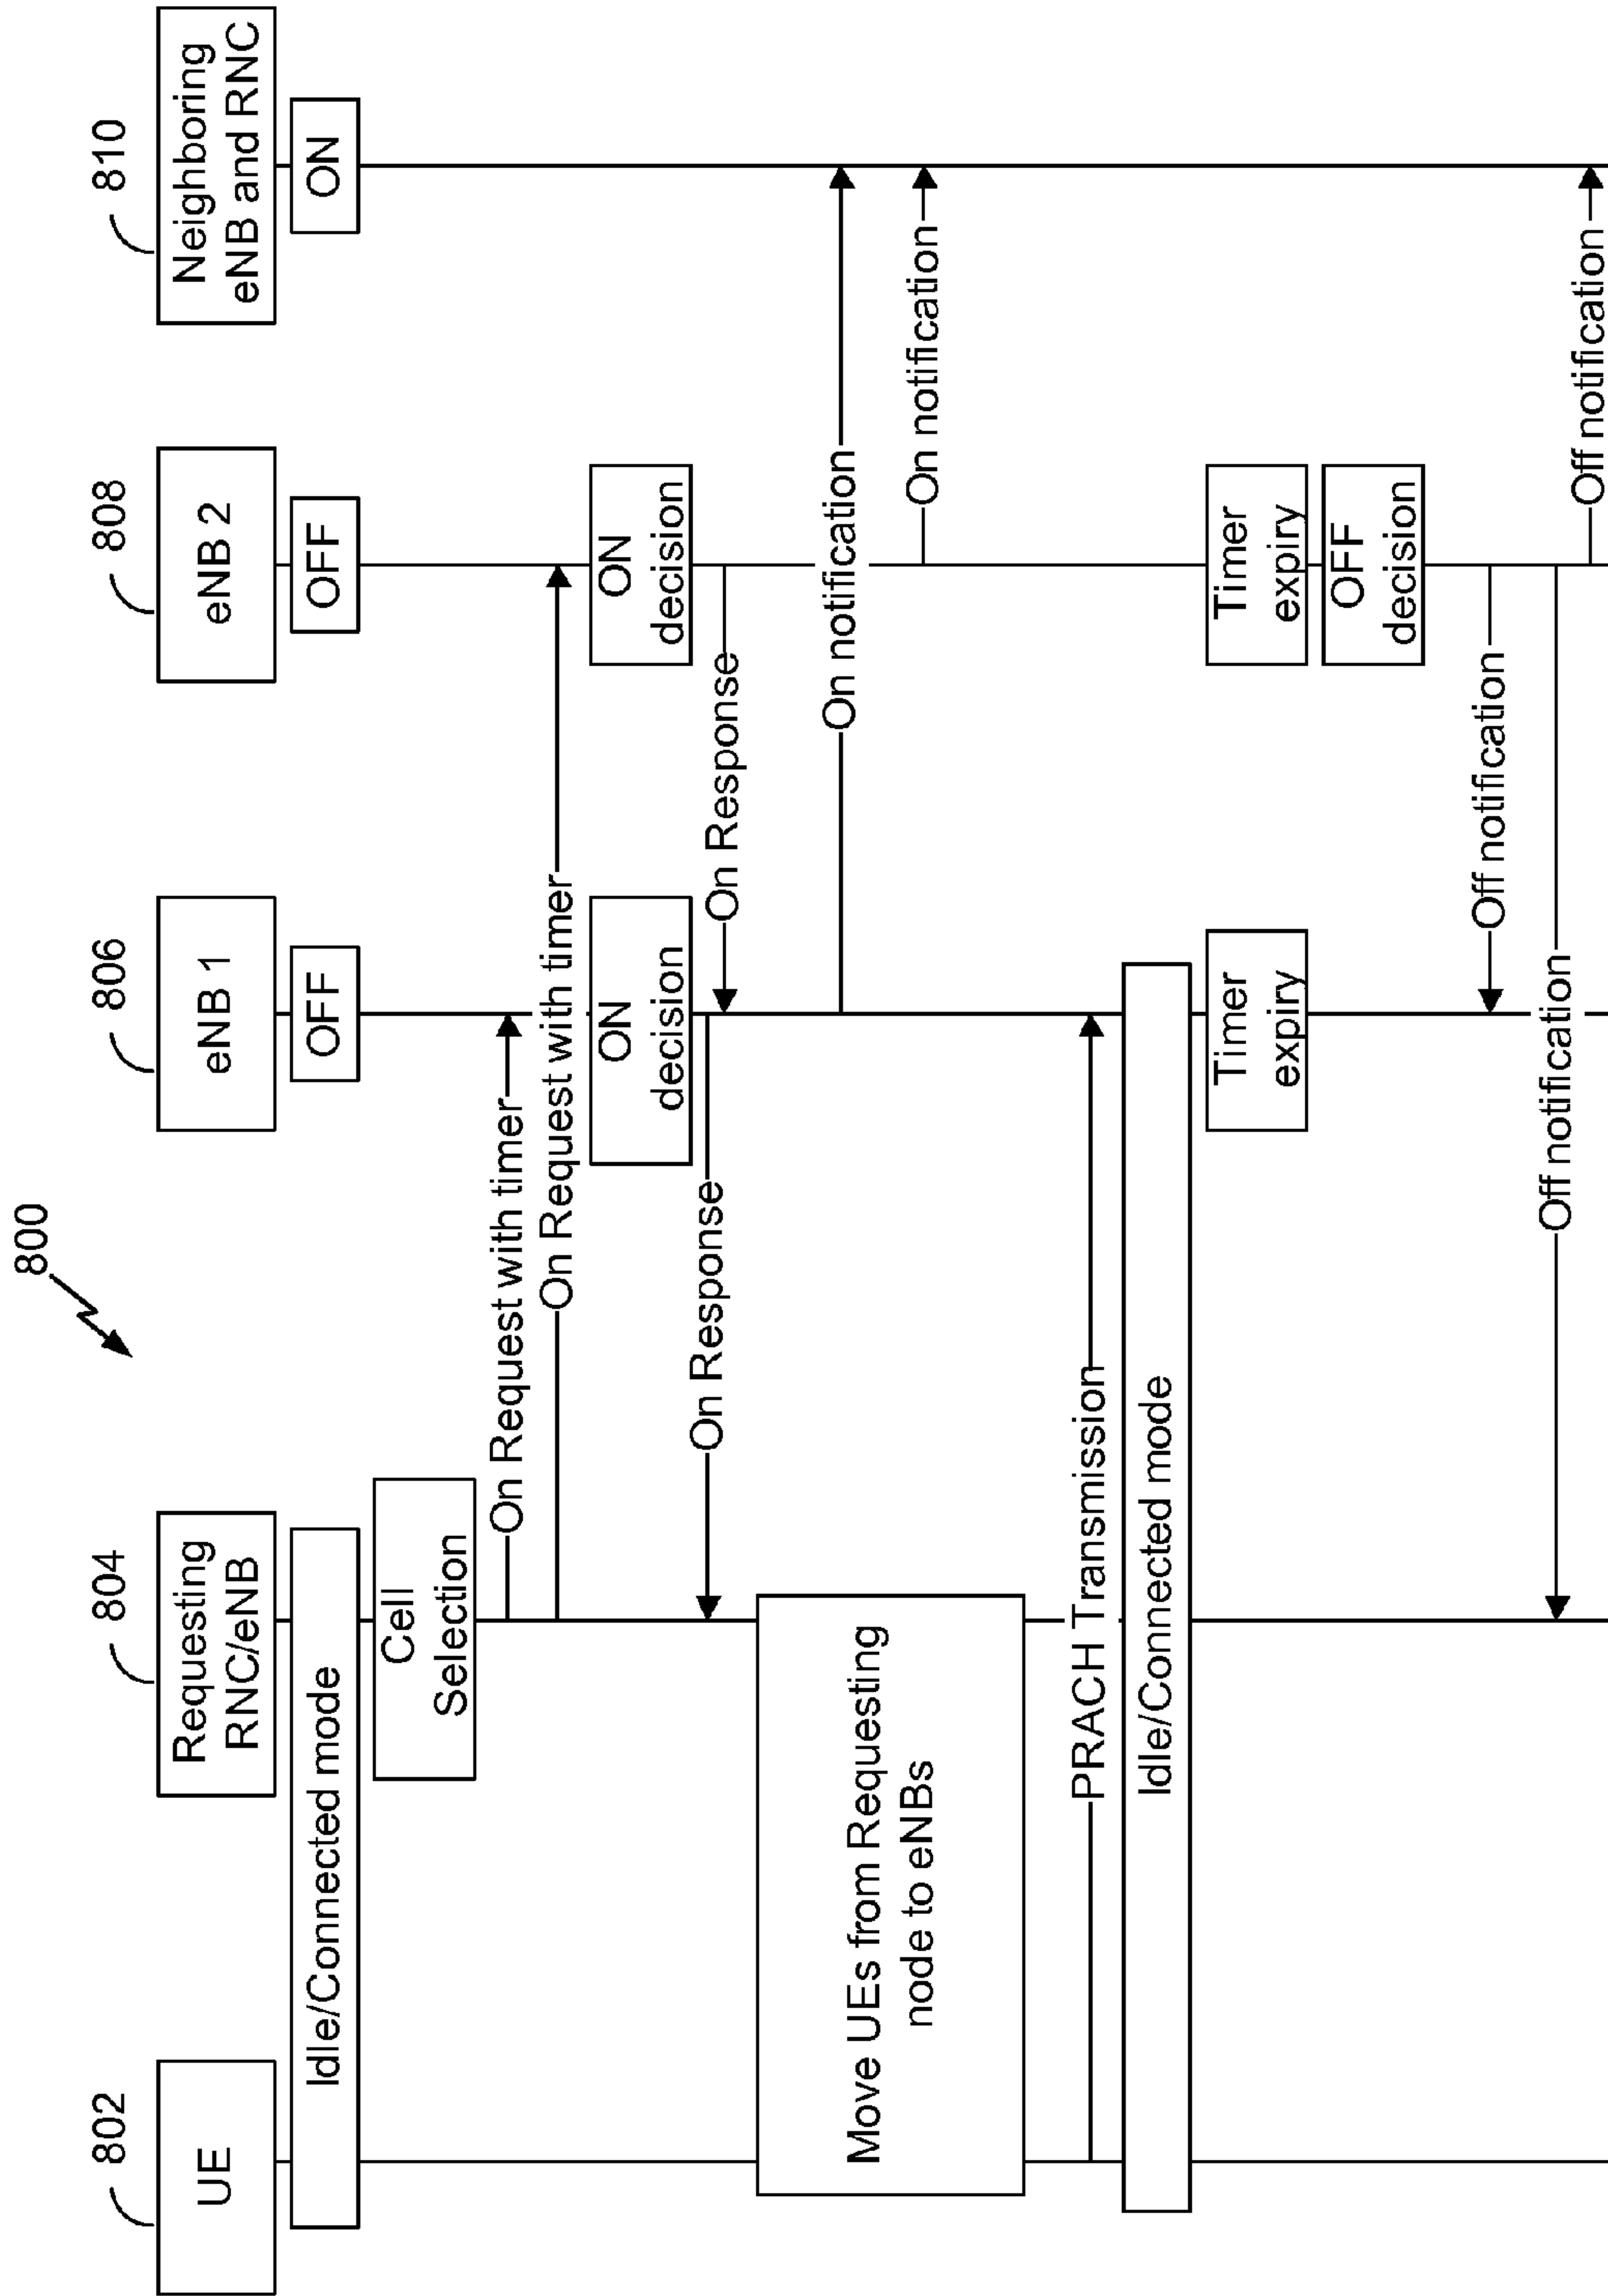 800
802
804
806
808
810
UE
Requesting
RNC/eNB
eNB 1
eNB 2
Neighboring
eNB and RNC
Idle/Connected mode
OFF
OFF
ON
Cell
Selection
On Request with timer
On Request with timer
ON
decision
ON
decision
On Response
On Response
Move UEs from Requesting
node to eNBs
On notification
On notification
PRACH Transmission
Idle/Connected mode
Timer
expiry
Timer
expiry
OFF
decision
Off notification
Off notification
Off notification